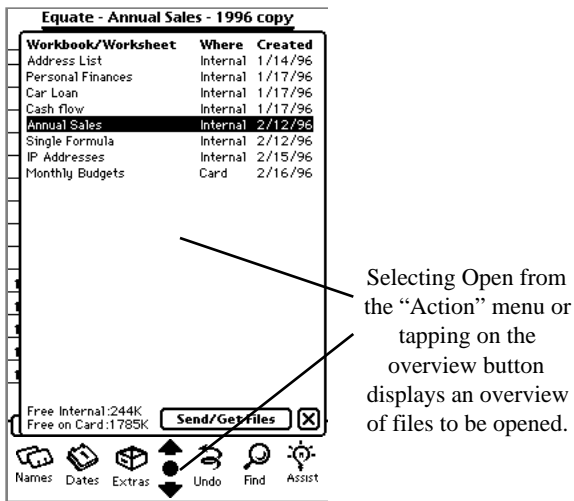 Equate - Annual Sales - 1996 copy
Workbook/Worksheet Where Created
Address List Internal 1/14/96
Personal Finances Internal 1/17/96
Car Loan Internal 1/17/96
Cash flow Internal 1/17/96
Annual Sales Internal 2/12/96
Single Formula Internal 2/12/96
IP Addresses Internal 2/15/96
Monthly Budgets Card 2/16/96
Selecting Open from
the “Action” menu or
tapping on the
overview button
displays an overview
of files to be opened.
Free Internal:244K
Free on Card:1785K
Send/Get files
Names Dates Extras Undo Find Assist